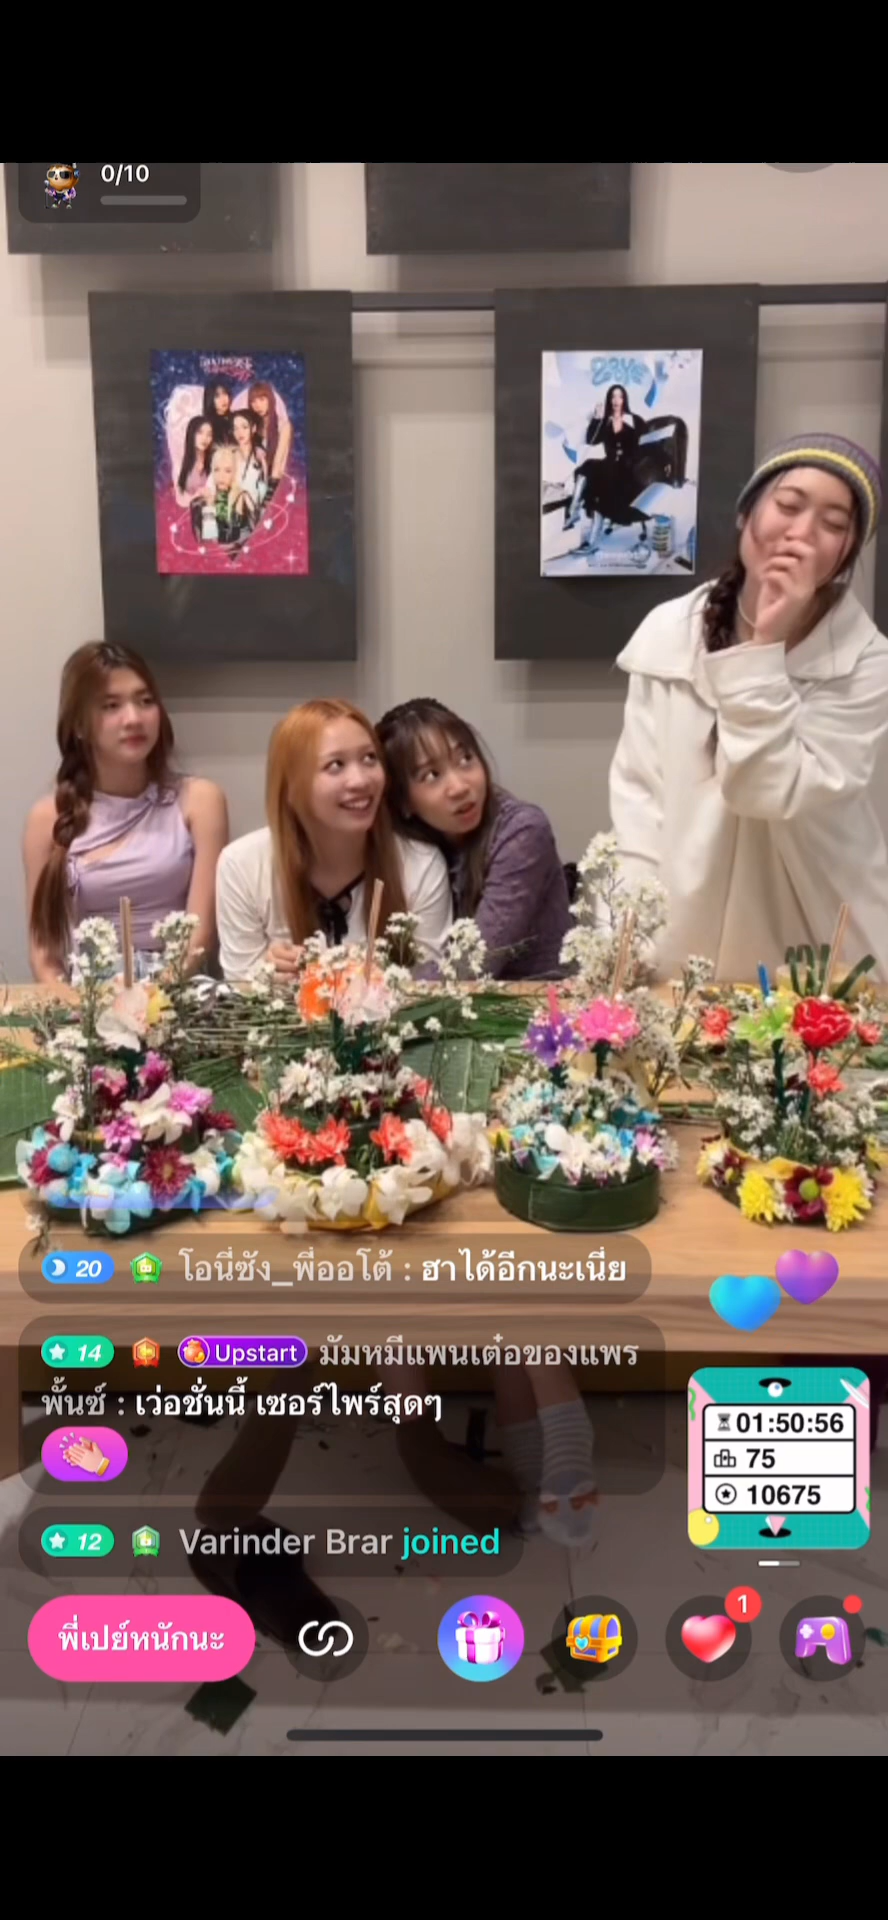 0/10
20 โอนี่ซัง_พี่ออโต้ : ฮาได้อีกนะเนี่ย
14 Upstart มัมหมีแพนเต๋อของแพร
พั้นซ์ : เว่อชั่นนี้ เซอร์ไพร์สุดๆ
01:50:56
75
10675
12 Varinder Brar joined
พี่เปย์หนักนะ
1